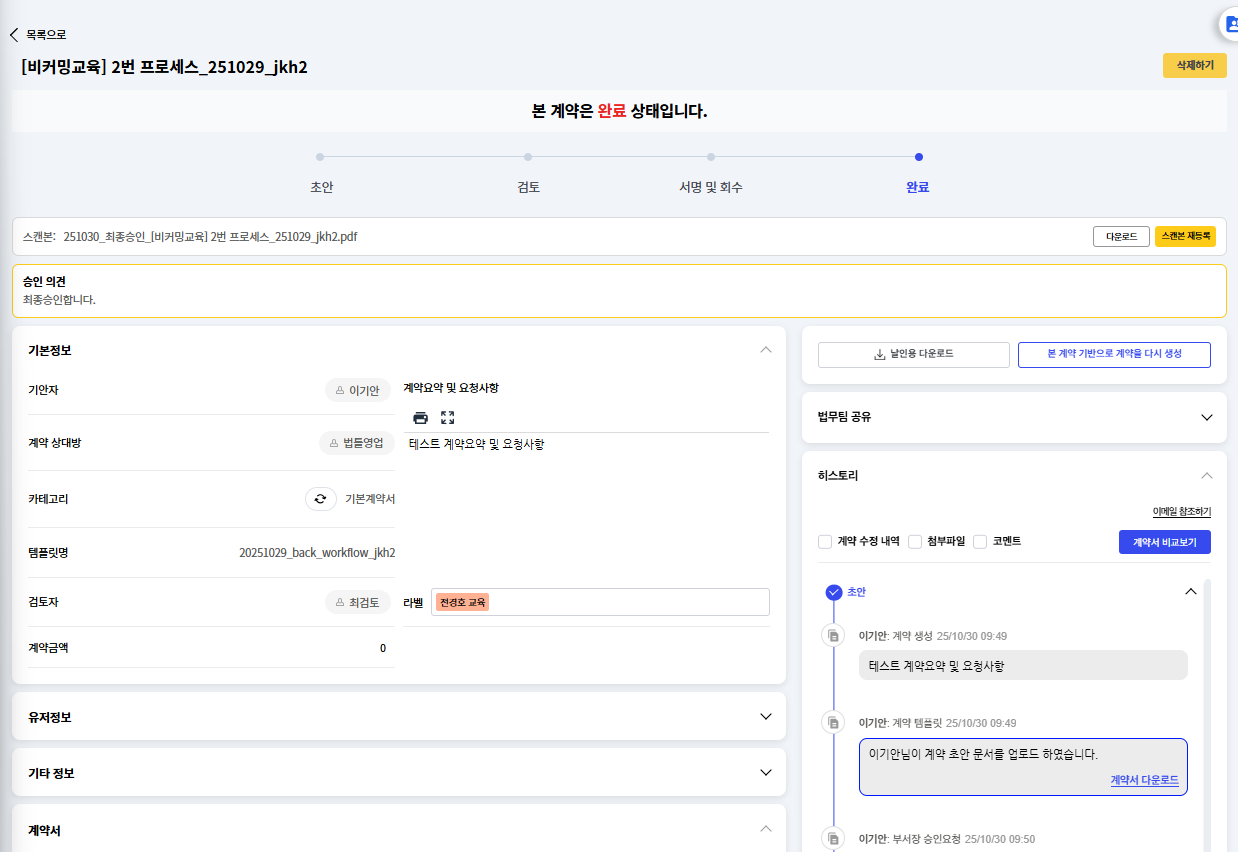 목록으로
[비커밍교육] 2번 프로세스_251029_jkh2
삭제하기
본 계약은 완료 상태입니다.
초안
검토
서명 및 회수
완료
스캔본: 251030_최종승인_[비커밍교육] 2번 프로세스_251029_jkh2.pdf
다운로드
스캔본 재등록
승인 의견
최종승인합니다.
기본정보
기안자
이기안
계약 상대방
법틀영업
카테고리
기본계약서
템플릿명
20251029_back_workflow_jkh2
검토자
최검토
계약금액
0
계약요약 및 요청사항
테스트 계약요약 및 요청사항
라벨
전경호 교육
유저정보
기타 정보
계약서
날인용 다운로드
본 계약 기반으로 계약을 다시 생성
법무팀 공유
히스토리
이메일 참조하기
계약 수정 내역
첨부파일
코멘트
계약서 비교보기
초안
이기안: 계약 생성 25/10/30 09:49
테스트 계약요약 및 요청사항
이기안: 계약 템플릿 25/10/30 09:49
이기안님이 계약 초안 문서를 업로드 하였습니다.
계약서 다운로드
이기안: 부서장 승인요청 25/10/30 09:50